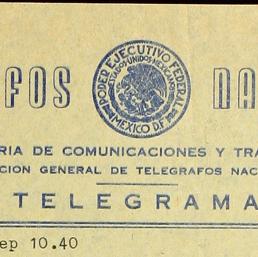 PODER EJECUTIVO FEDERAL
ESTADOS UNIDOS MEXICANOS
MEXICO D.F.
FOS NA
RIA DE COMUNICACIONES Y TRA
CION GENERAL DE TELEGRAFOS NAC
TELEGRAMA
ep 10.40